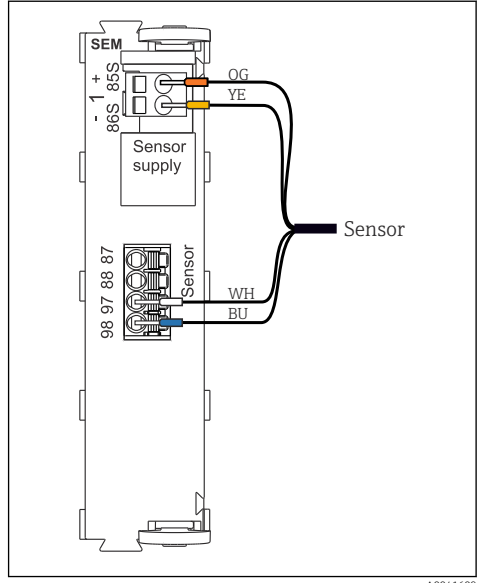 SEM
+ 85S
1
- 86S
OG
YE
Sensor
supply
Sensor
87
88
97
98
Sensor
WH
BU